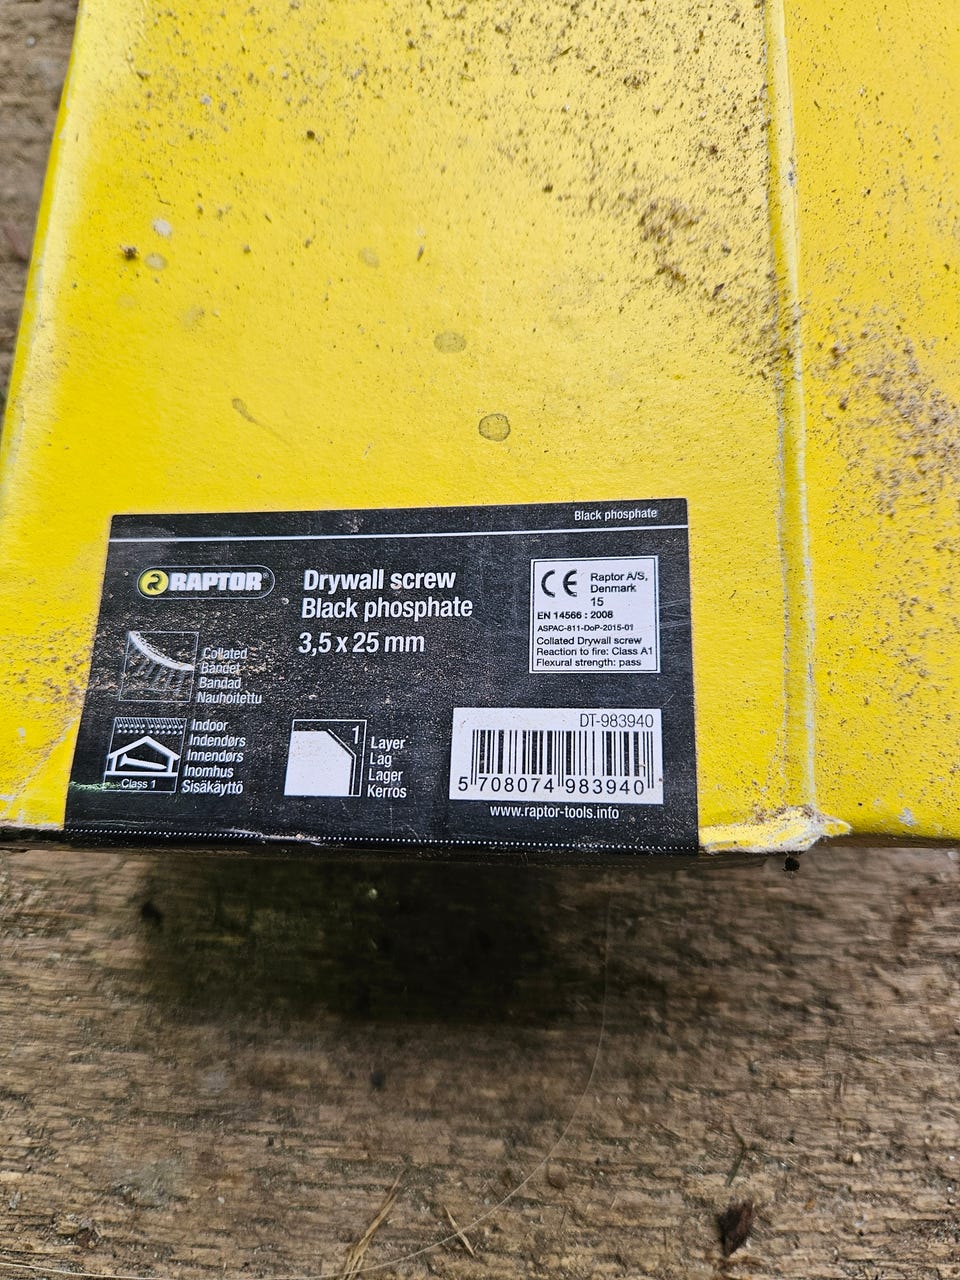 Black phosphate
RAPTOR®
Drywall screw
Black phosphate
3,5 x 25 mm
CE
Raptor A/S,
Denmark
15
EN 14566 : 2008
ASPAC-811-DoP-2015-01
Collated Drywall screw
Reaction to fire: Class A1
Flexural strength: pass
Collated
Båndet
Bandad
Nauhoitettu
Class 1
Indoor
Indendørs
Innendørs
Inomhus
Sisäkäyttö
1
Layer
Lag
Lager
Kerros
DT-983940
5 708074 983940
www.raptor-tools.info